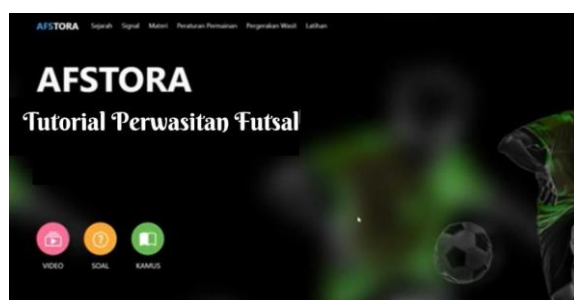 AFSTORA Sejarah Signal Materi Peraturan Permainan Pergerakan Wasit Latihan
AFSTORA
Tutorial Perwasitan Futsal
VIDEO SOAL KAMUS